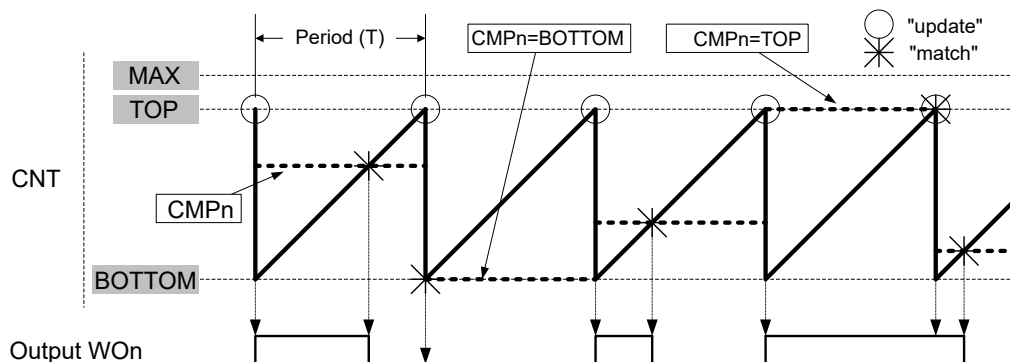 Period (T)
CMPn=BOTTOM
CMPn=TOP
"update"
"match"
MAX
TOP
CNT
CMPn
BOTTOM
Output WOn